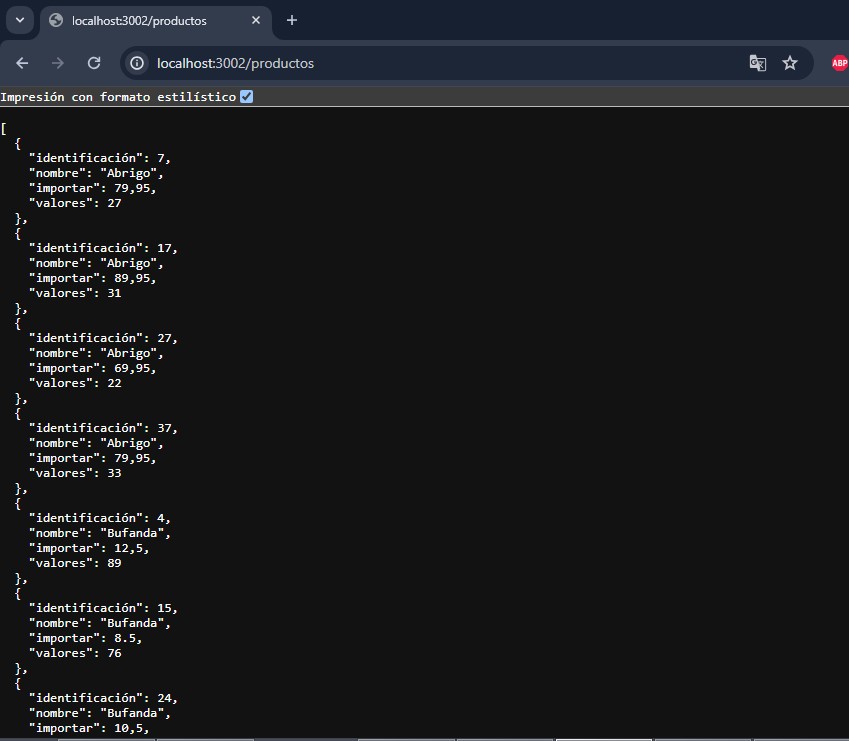 localhost:3002/productos
localhost:3002/productos
ABP
Impresión con formato estilístico
[
  {
    "identificación": 7,
    "nombre": "Abrigo",
    "importar": 79,95,
    "valores": 27
  },
  {
    "identificación": 17,
    "nombre": "Abrigo",
    "importar": 89,95,
    "valores": 31
  },
  {
    "identificación": 27,
    "nombre": "Abrigo",
    "importar": 69,95,
    "valores": 22
  },
  {
    "identificación": 37,
    "nombre": "Abrigo",
    "importar": 79,95,
    "valores": 33
  },
  {
    "identificación": 4,
    "nombre": "Bufanda",
    "importar": 12,5,
    "valores": 89
  },
  {
    "identificación": 15,
    "nombre": "Bufanda",
    "importar": 8.5,
    "valores": 76
  },
  {
    "identificación": 24,
    "nombre": "Bufanda",
    "importar": 10,5,